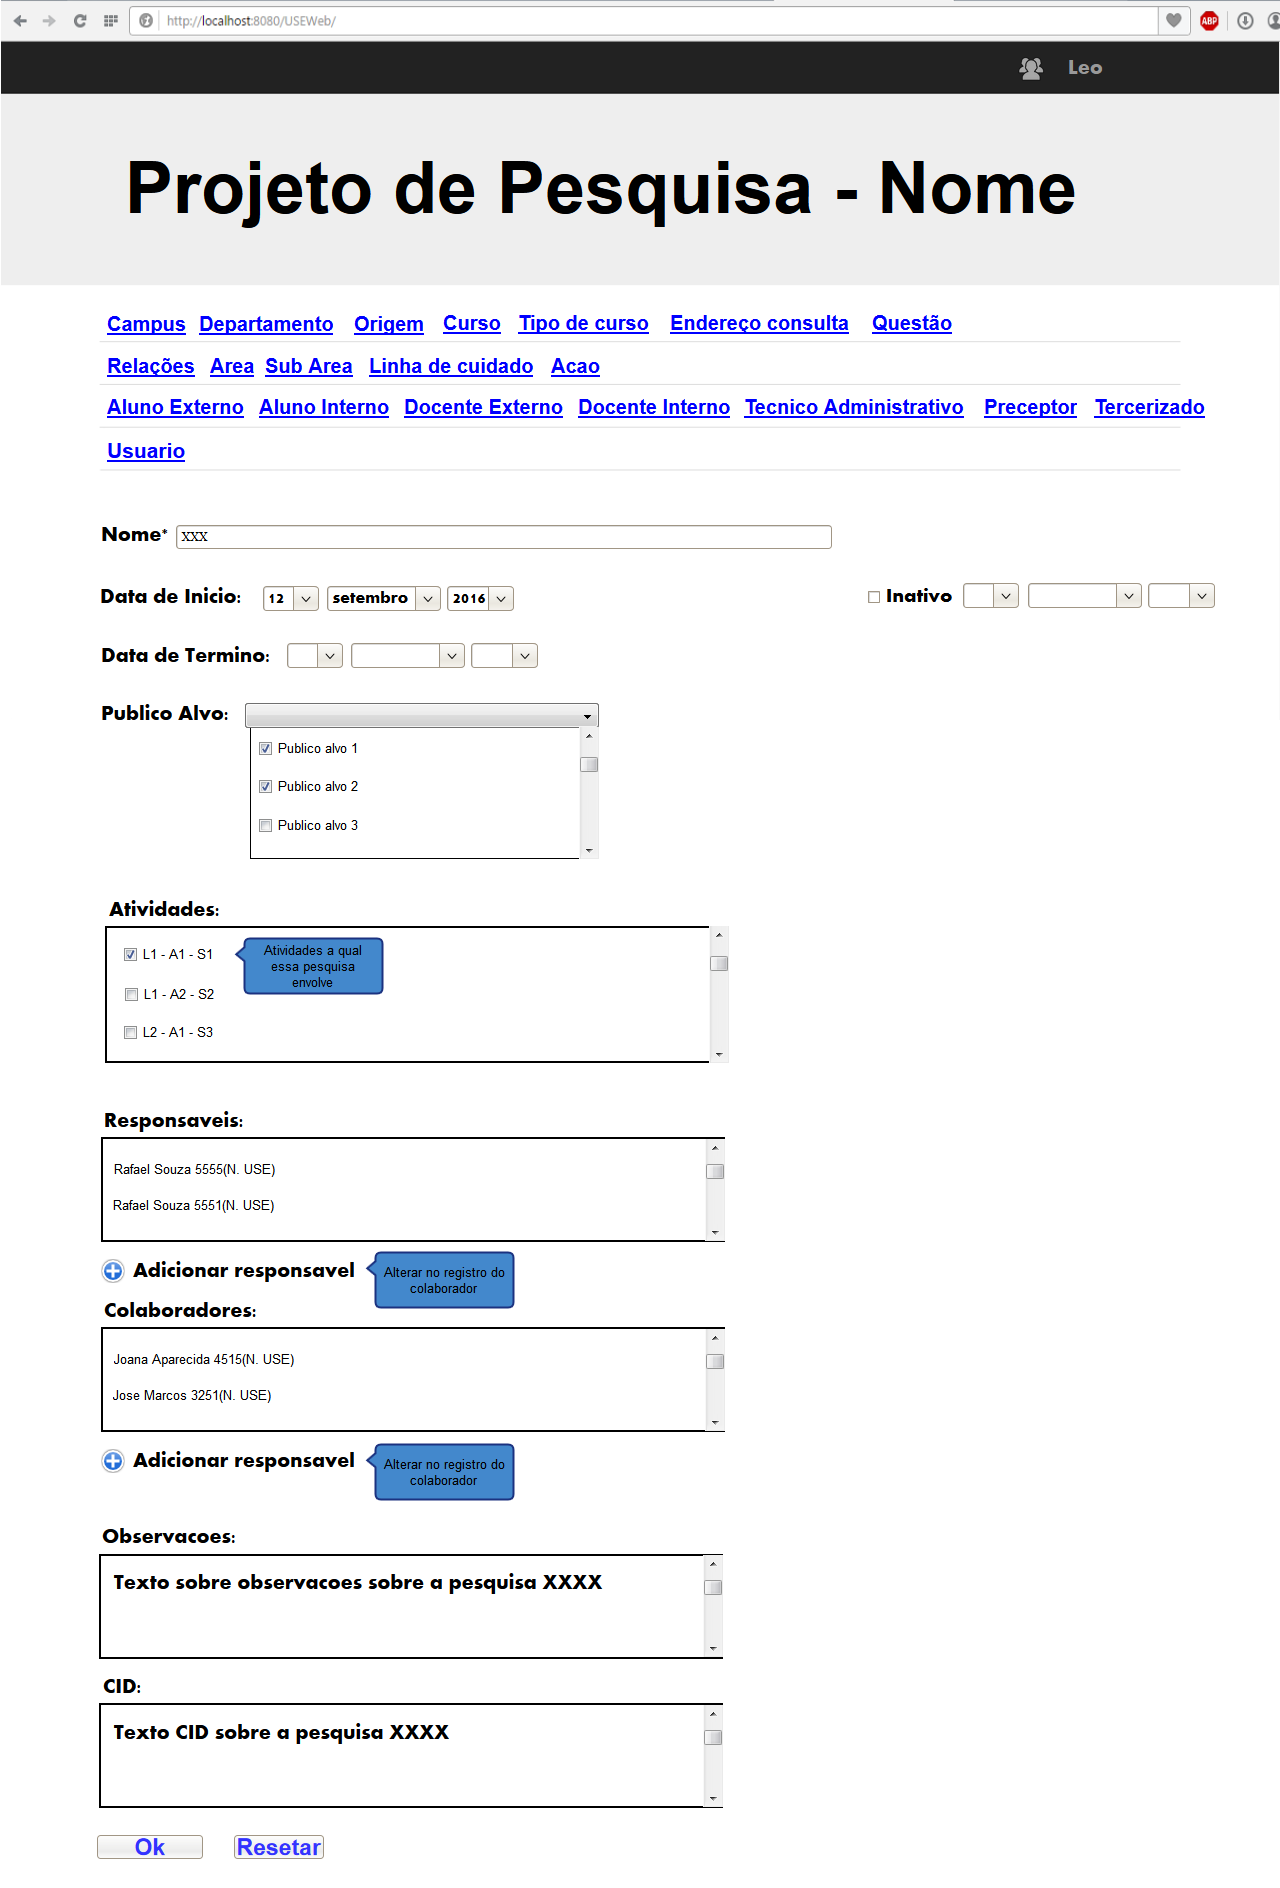 http://localhost:8080/USEWeb/
ABP
Leo
Projeto de Pesquisa - Nome
Campus Departamento Origem Curso Tipo de curso Endereço consulta Questão
Relações Area Sub Area Linha de cuidado Acao
Aluno Externo Aluno Interno Docente Externo Docente Interno Tecnico Administrativo Preceptor Tercerizado
Usuario
Nome* XXX
Data de Inicio: 12 setembro 2016 Inativo
Data de Termino:
Publico Alvo:
Publico alvo 1
Publico alvo 2
Publico alvo 3
Atividades:
L1 - A1 - S1
Atividades a qual
essa pesquisa
envolve
L1 - A2 - S2
L2 - A1 - S3
Responsaveis:
Rafael Souza 5555(N. USE)
Rafael Souza 5551(N. USE)
Adicionar responsavel
Alterar no registro do
colaborador
Colaboradores:
Joana Aparecida 4515(N. USE)
Jose Marcos 3251(N. USE)
Adicionar responsavel
Alterar no registro do
colaborador
Observacoes:
Texto sobre observacoes sobre a pesquisa XXXX
CID:
Texto CID sobre a pesquisa XXXX
Ok Resetar